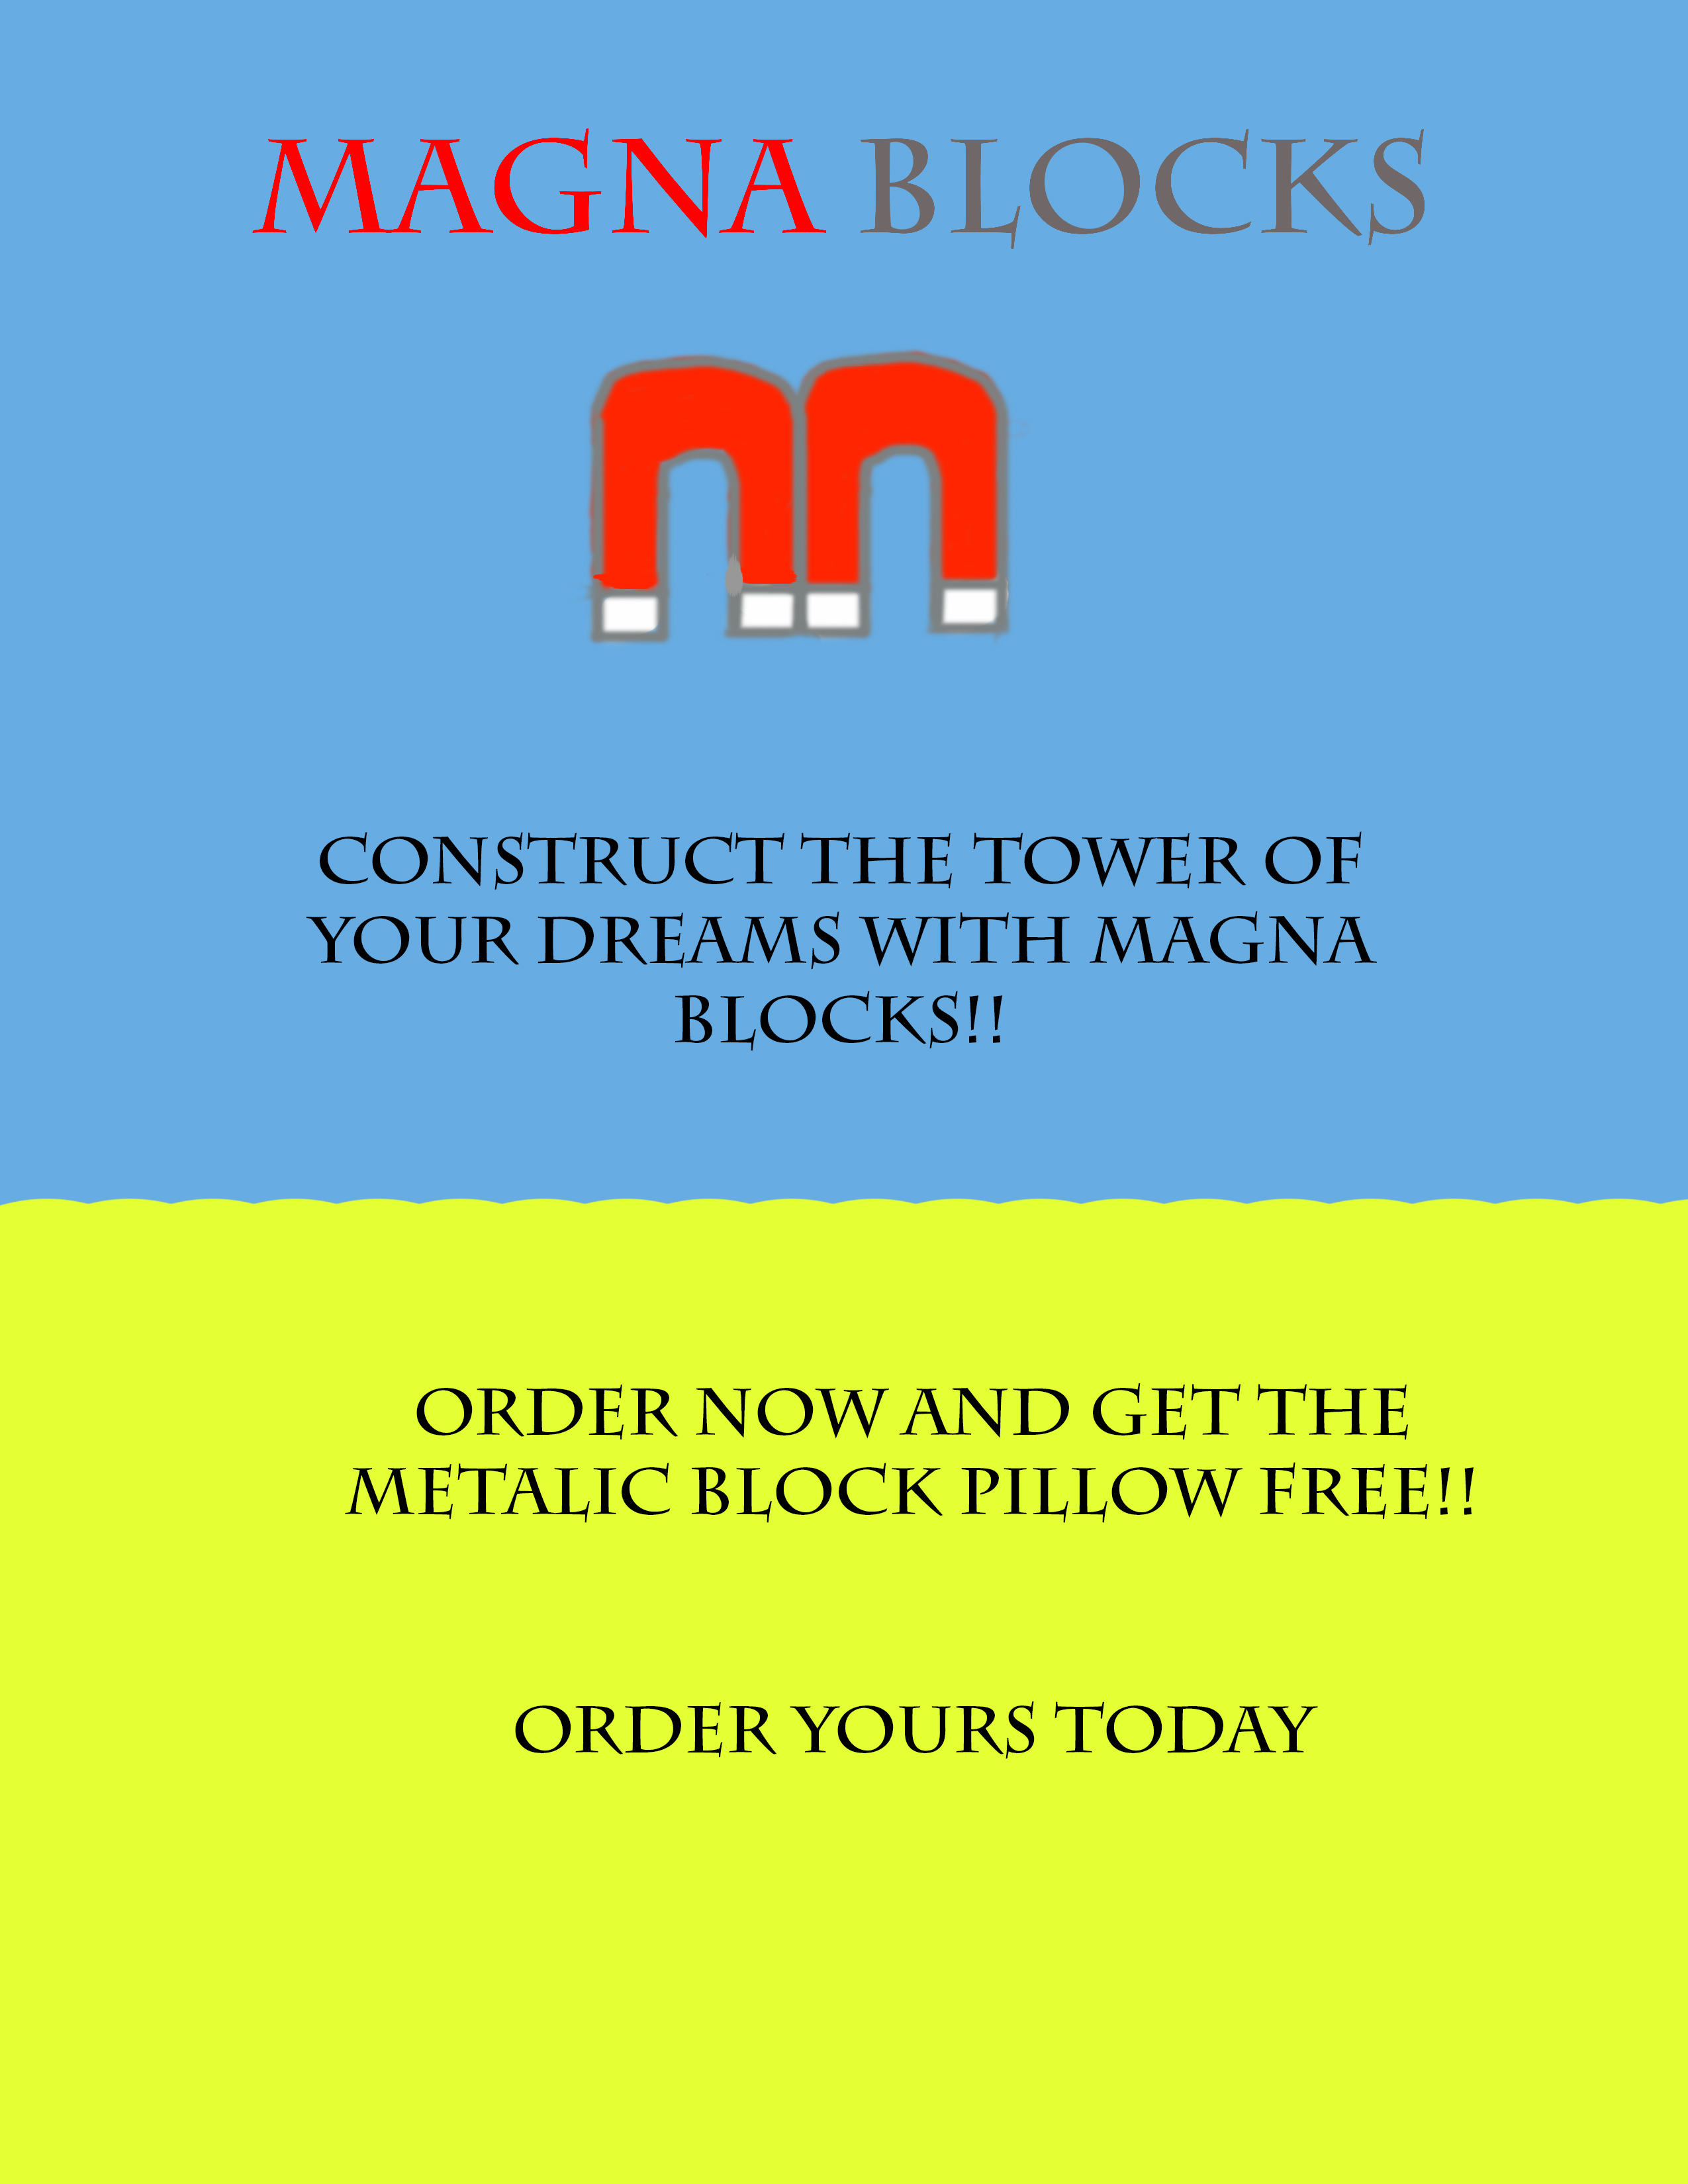 MAGNA BLOCKS
CONSTRUCT THE TOWER OF
YOUR DREAMS WITH MAGNA
BLOCKS!!
ORDER NOW AND GET THE
METALIC BLOCK PILLOW FREE!!
ORDER YOURS TODAY